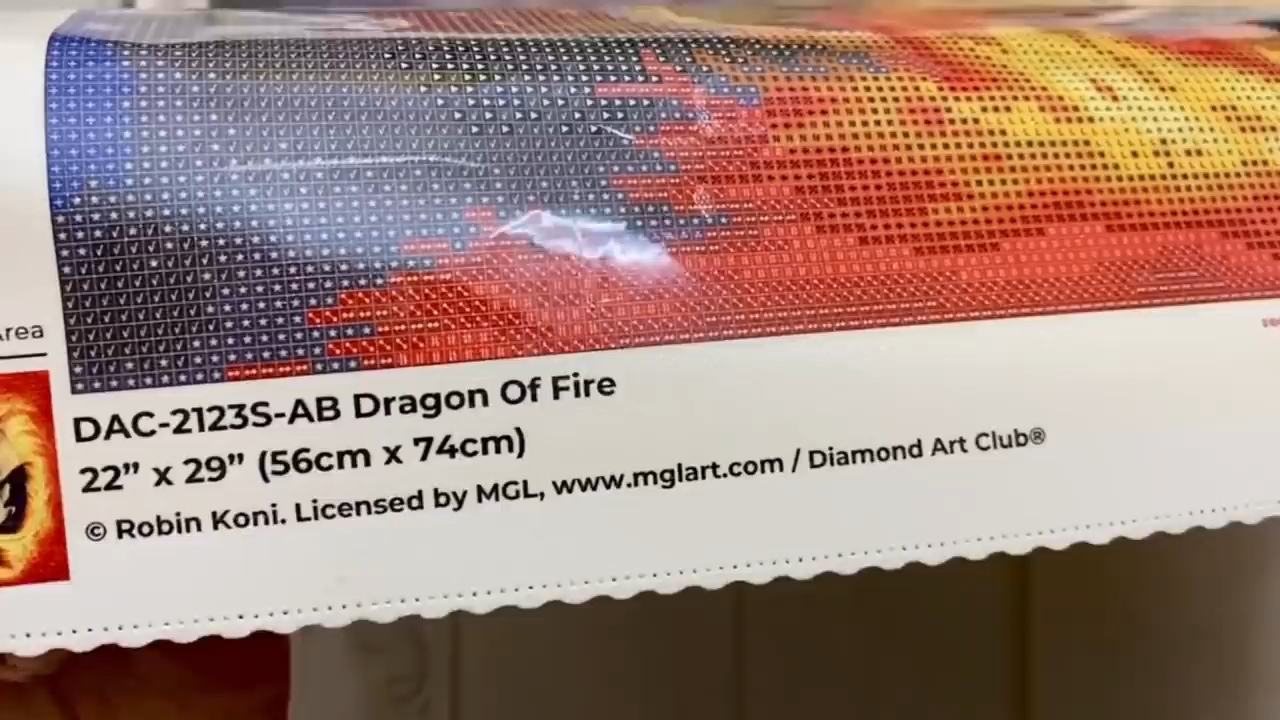 Area
DAC-2123S-AB Dragon Of Fire
22” x 29” (56cm x 74cm)
© Robin Koni. Licensed by MGL, www.mglart.com / Diamond Art Club®